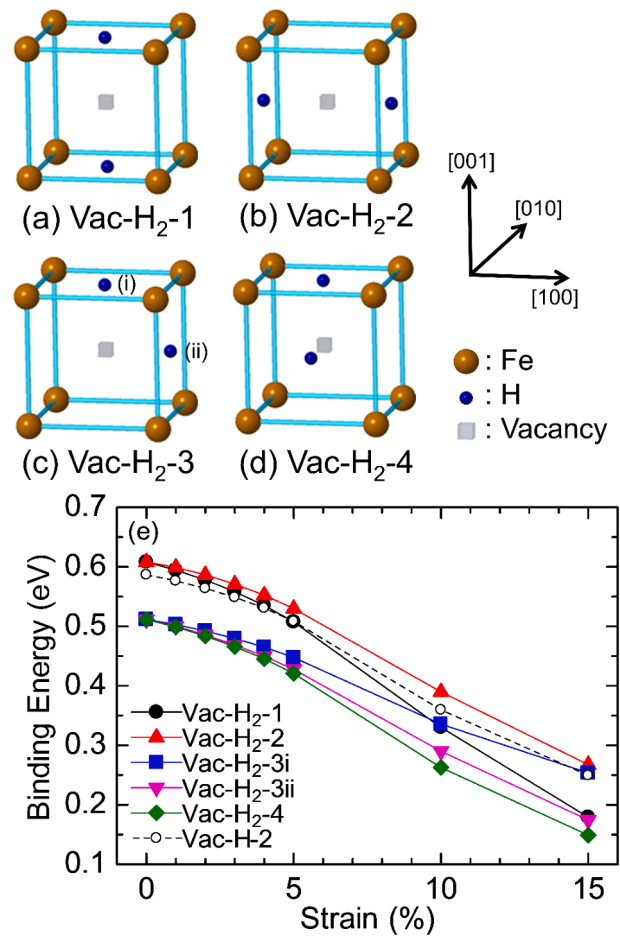 (a) Vac-H₂-1
(b) Vac-H₂-2
[001]
[010]
[100]
(i)
(ii)
(c) Vac-H₂-3
(d) Vac-H₂-4
: Fe
: H
: Vacancy
(e)
Binding Energy (eV)
0.7
0.6
0.5
0.4
0.3
0.2
0.1
Vac-H₂-1
Vac-H₂-2
Vac-H₂-3i
Vac-H₂-3ii
Vac-H₂-4
Vac-H-2
0 5 10 15
Strain (%)